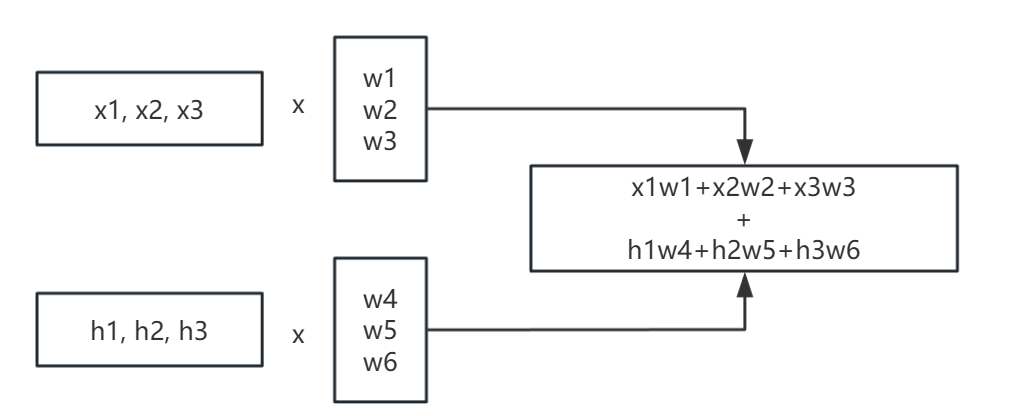 x1, x2, x3
x
w1
w2
w3
x1w1+x2w2+x3w3
+
h1w4+h2w5+h3w6
h1, h2, h3
x
w4
w5
w6